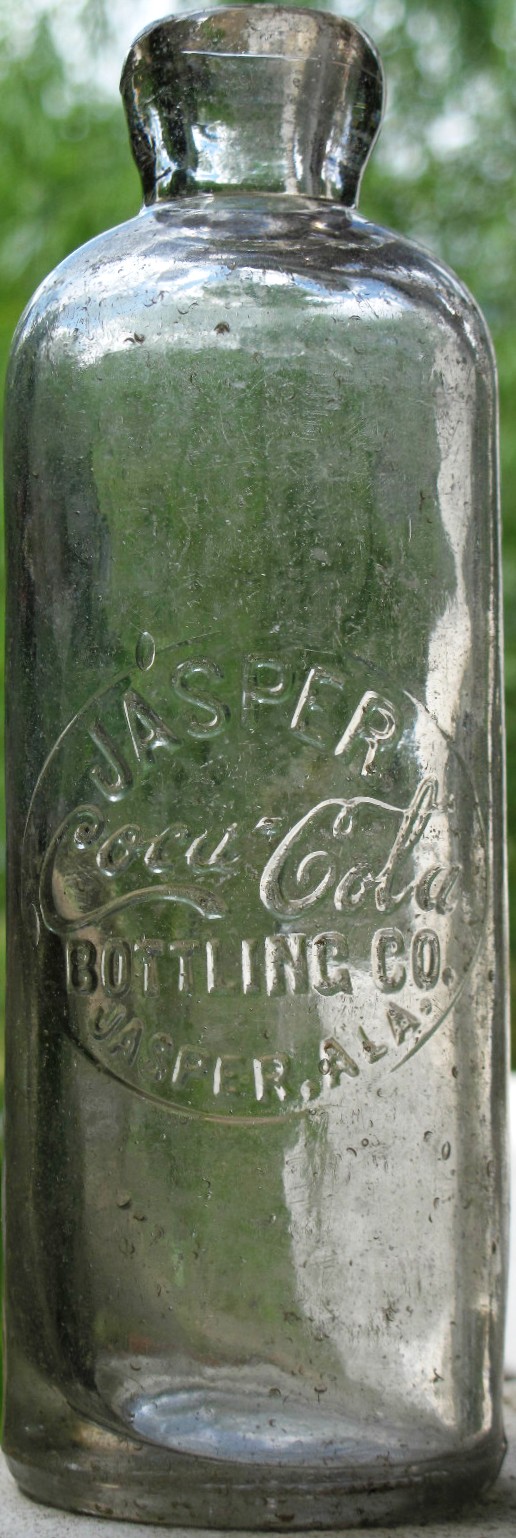 JASPER
Coca-Cola
BOTTLING CO.
JASPER, ALA.